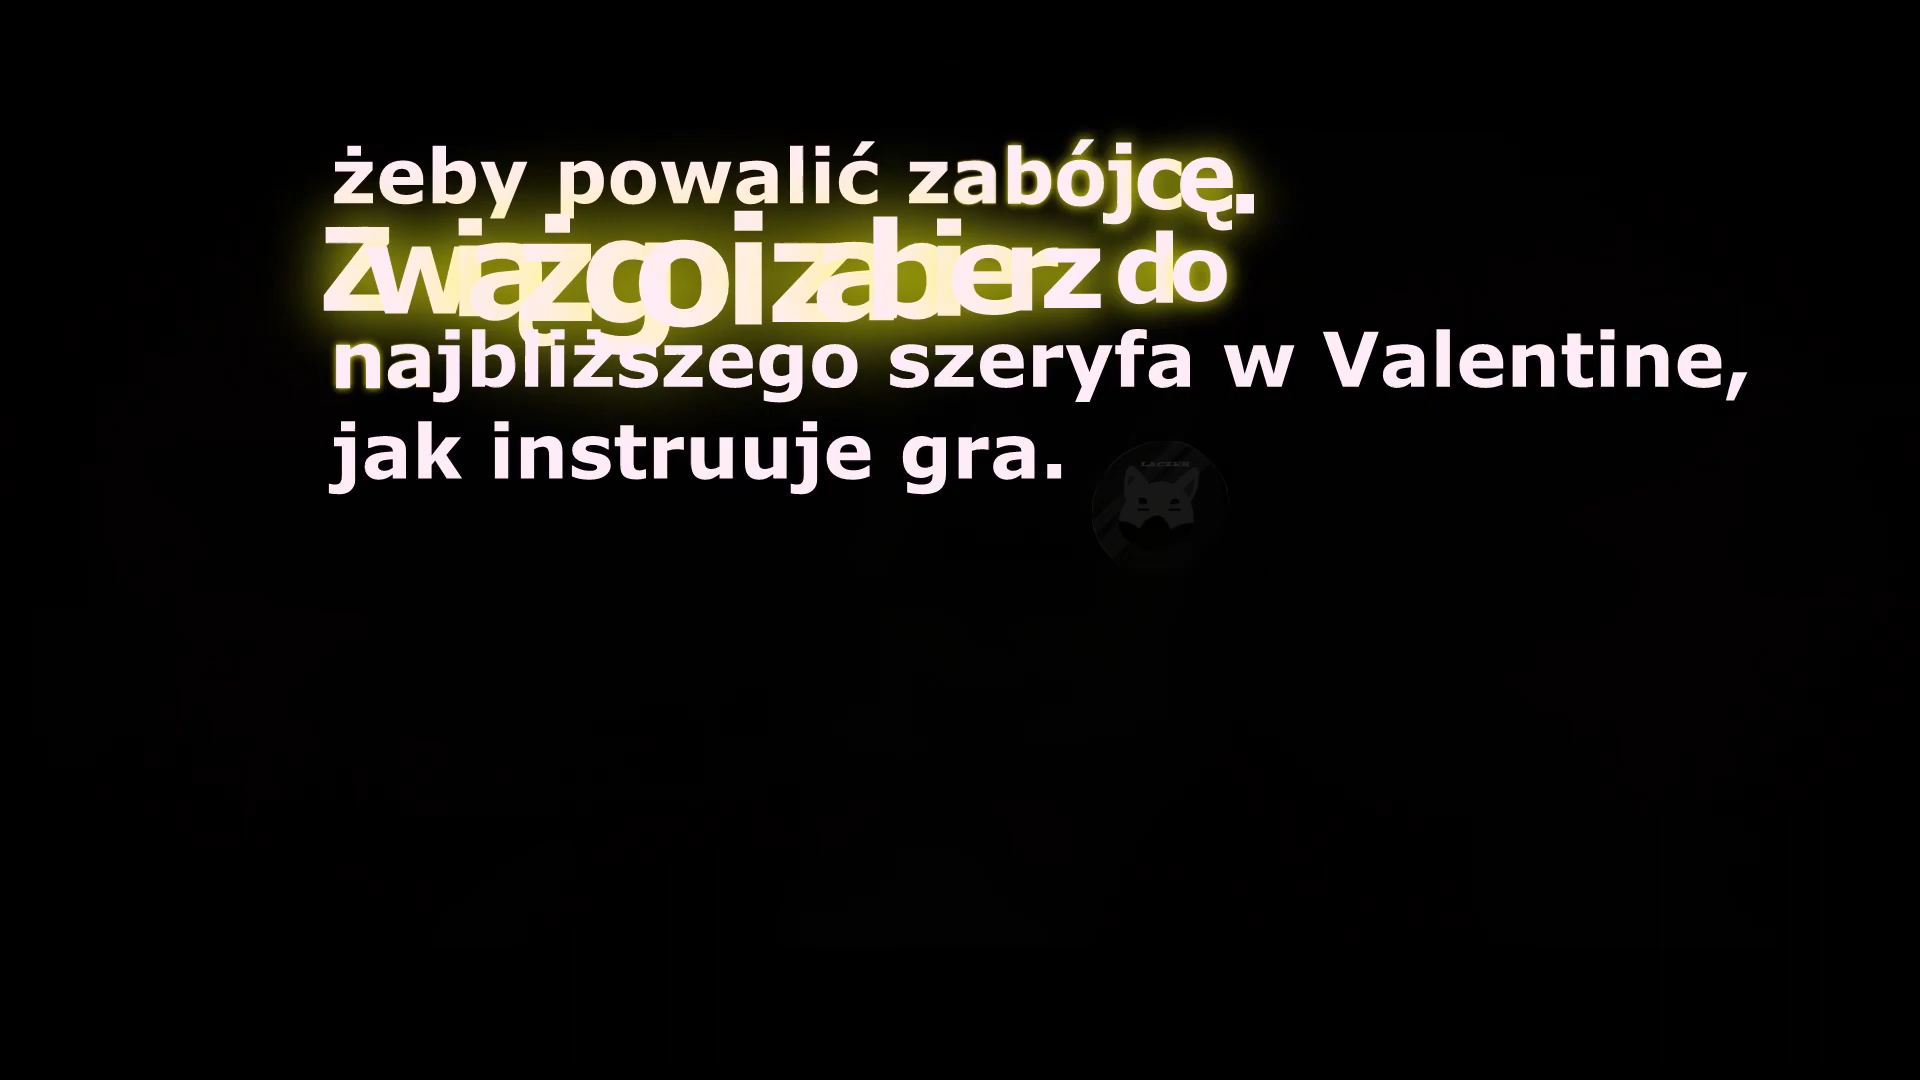 żeby powalić zabójcę.
Zwiąż go i zabierz do
najbliższego szeryfa w Valentine,
jak instruuje gra.